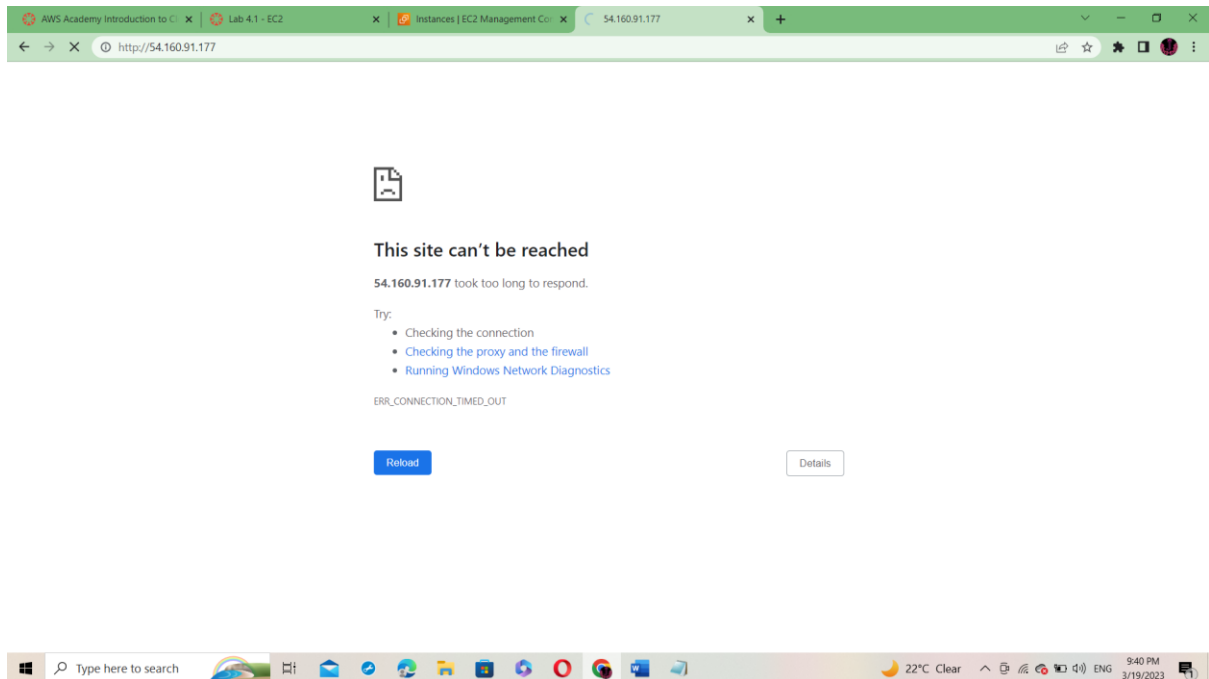 AWS Academy Introduction to Cl
Lab 4.1 - EC2
Instances | EC2 Management Con
54.160.91.177
http://54.160.91.177
This site can't be reached
54.160.91.177 took too long to respond.
Try:
• Checking the connection
• Checking the proxy and the firewall
• Running Windows Network Diagnostics
ERR_CONNECTION_TIMED_OUT
Reload
Details
Type here to search
22°C Clear
ENG
9:40 PM
3/19/2023